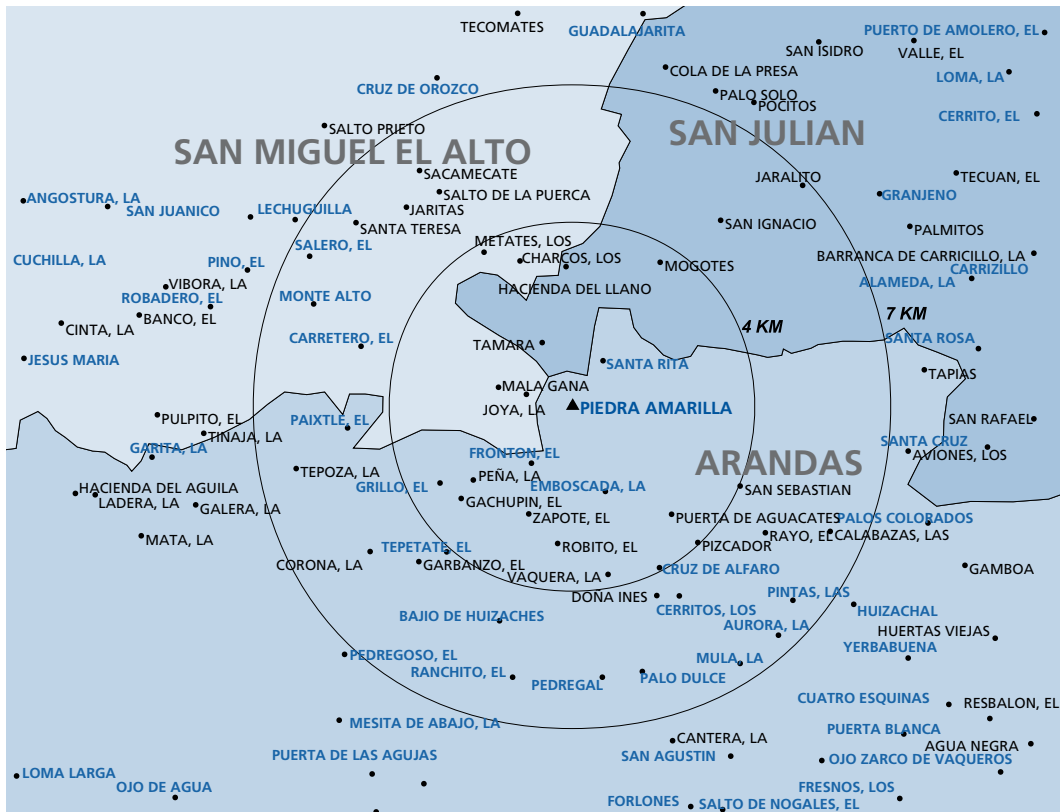 TECOMATES
GUADALAJARITA
PUERTO DE AMOLERO, EL
SAN ISIDRO
VALLE, EL
COLA DE LA PRESA
LOMA, LA
CRUZ DE OROZCO
PALO SOLO
POCITOS
CERRITO, EL
SALTO PRIETO
SAN JULIAN
SAN MIGUEL EL ALTO
SACAMECATE
JARALITO
TECUAN, EL
SALTO DE LA PUERCA
GRANJENO
ANGOSTURA, LA
SAN JUANICO
LECHUGUILLA
JARITAS
SANTA TERESA
SAN IGNACIO
PALMITOS
METATES, LOS
SALERO, EL
CHARCOS, LOS
BARRANCA DE CARRICILLO, LA
CUCHILLA, LA
PINO, EL
MOGOTES
CARRIZILLO
VIBORA, LA
ALAMEDA, LA
HACIENDA DEL LLANO
ROBADERO, EL
MONTE ALTO
BANCO, EL
7 KM
CINTA, LA
4 KM
CARRETERO, EL
TAMARA
SANTA ROSA
JESUS MARIA
SANTA RITA
TAPIAS
MALA GANA
JOYA, LA
PIEDRA AMARILLA
PULPITO, EL
PAIXTLE, EL
SAN RAFAEL
TINAJA, LA
GARITA, LA
SANTA CRUZ
FRONTON, EL
AVIONES, LOS
ARANDAS
TEPOZA, LA
PEÑA, LA
HACIENDA DEL AGUILA
GRILLO, EL
EMBOSCADA, LA
SAN SEBASTIAN
LADERA, LA
GALERA, LA
GACHUPIN, EL
ZAPOTE, EL
PUERTA DE AGUACATES
PALOS COLORADOS
MATA, LA
RAYO, EL
CALABAZAS, LAS
TEPETATE, EL
ROBITO, EL
PIZCADOR
CORONA, LA
GARBANZO, EL
CRUZ DE ALFARO
GAMBOA
VAQUERA, LA
PINTAS, LAS
DOÑA INES
CERRITOS, LOS
HUIZACHAL
BAJIO DE HUIZACHES
AURORA, LA
HUERTAS VIEJAS
YERBABUENA
PEDREGOSO, EL
MULA, LA
RANCHITO, EL
PEDREGAL
PALO DULCE
CUATRO ESQUINAS
RESBALON, EL
MESITA DE ABAJO, LA
PUERTA BLANCA
CANTERA, LA
AGUA NEGRA
PUERTA DE LAS AGUJAS
SAN AGUSTIN
OJO ZARCO DE VAQUEROS
LOMA LARGA
OJO DE AGUA
FRESNOS, LOS
FORLONES
SALTO DE NOGALES, EL